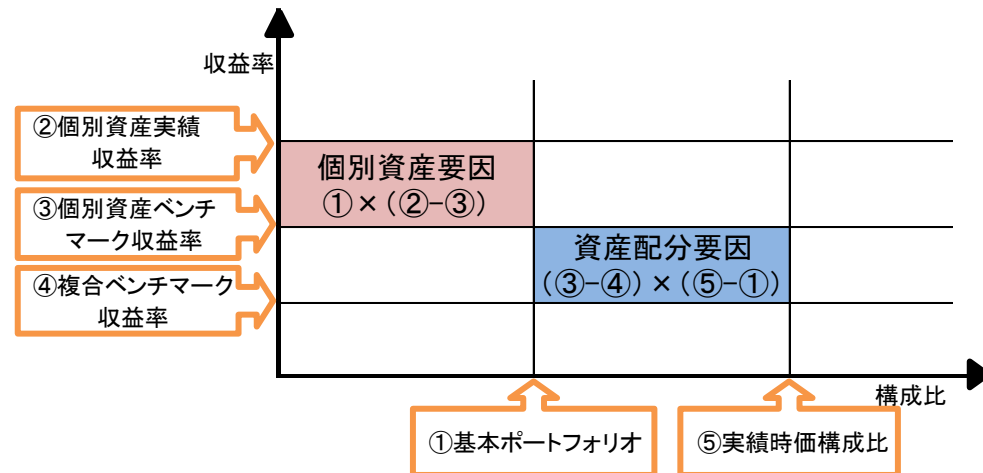 収益率
②個別資産実績
収益率
③個別資産ベンチ
マーク収益率
④複合ベンチマーク
収益率
個別資産要因
①×(②-③)
資産配分要因
(③-④)×(⑤-①)
構成比
①基本ポートフォリオ
⑤実績時価構成比